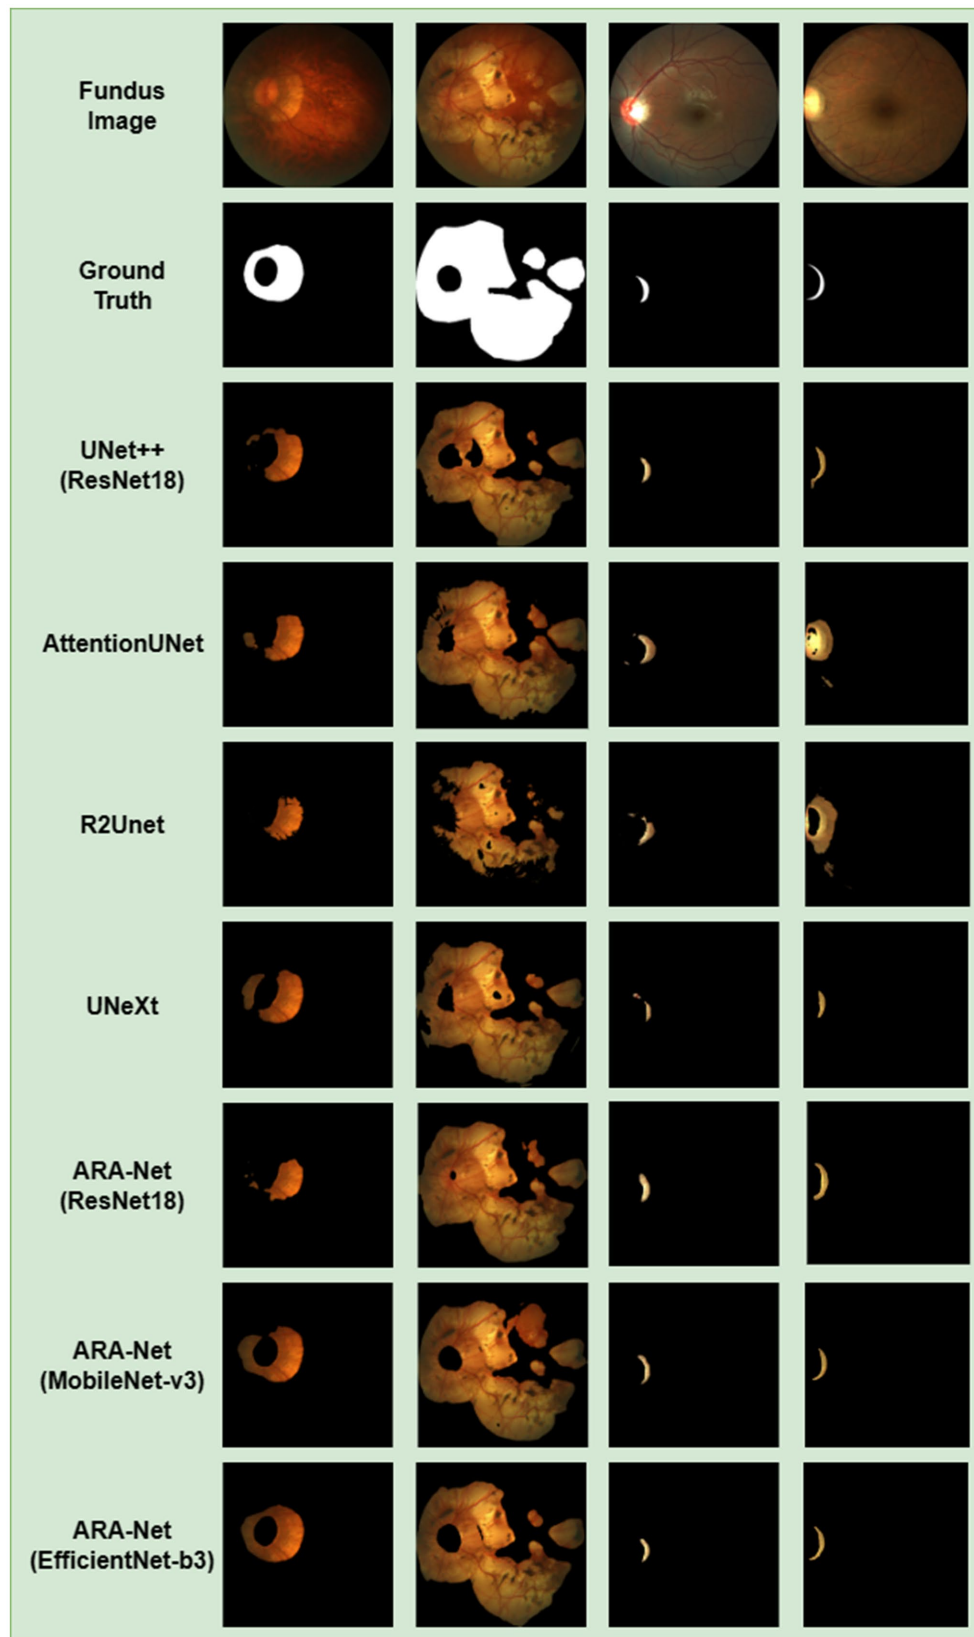 Fundus
Image
Ground
Truth
UNet++
(ResNet18)
AttentionUNet
R2Unet
UNeXt
ARA-Net
(ResNet18)
ARA-Net
(MobileNet-v3)
ARA-Net
(EfficientNet-b3)